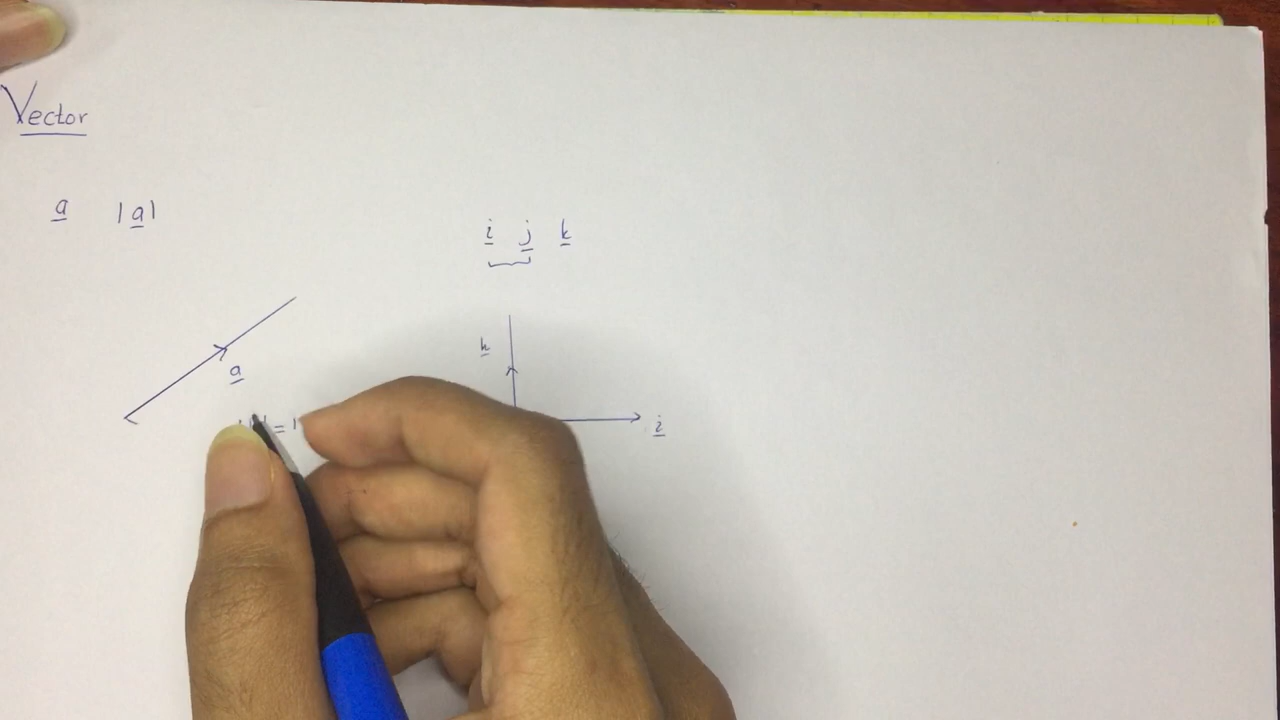 Vector
a |a|
i j k
a
i